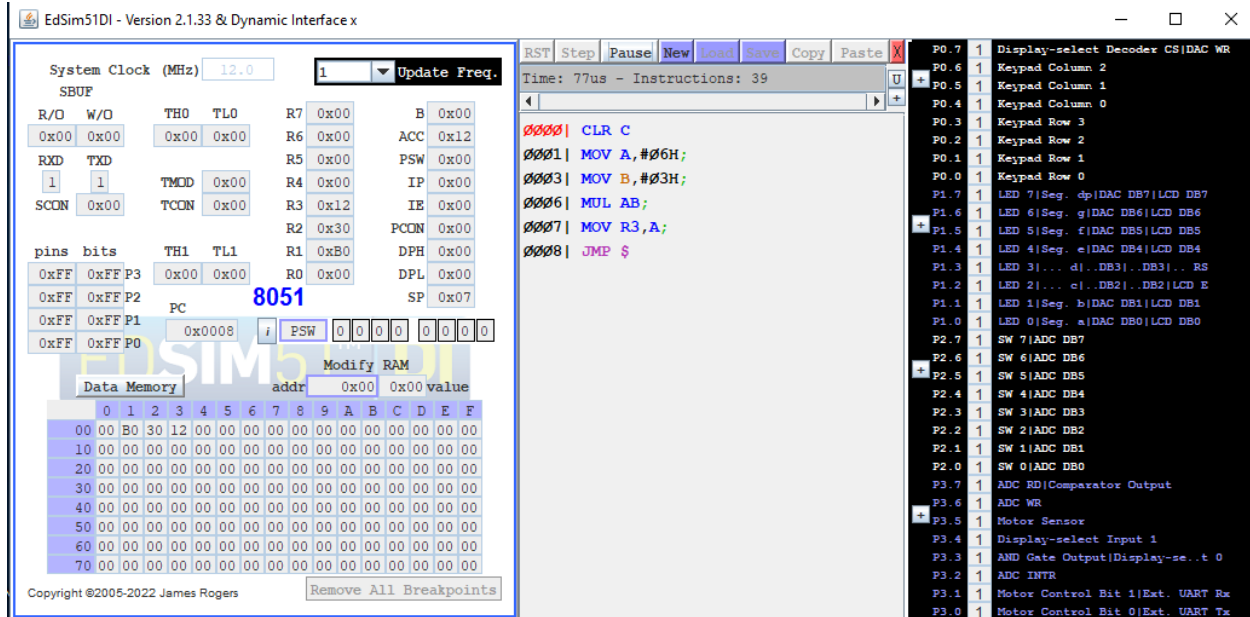 EdSim51DI - Version 2.1.33 & Dynamic Interface x
System Clock (MHz) 12.0 1 Update Freq.
SBUF
R/O W/O TH0 TL0 R7 0x00 B 0x00
0x00 0x00 0x00 0x00 R6 0x00 ACC 0x12
RXD TXD R5 0x00 PSW 0x00
1 1 TMOD 0x00 R4 0x00 IP 0x00
SCON 0x00 TCON 0x00 R3 0x12 IE 0x00
R2 0x30 PCON 0x00
pins bits TH1 TL1 R1 0xB0 DPH 0x00
0xFF 0xFF P3 0x00 0x00 R0 0x00 DPL 0x00
0xFF 0xFF P2 8051 SP 0x07
0xFF 0xFF P1 PC
0x0008 i PSW 0 0 0 0 0 0 0 0
0xFF 0xFF P0
EDSIM51DI
TM
Modify RAM
Data Memory addr 0x00 0x00 value
0 1 2 3 4 5 6 7 8 9 A B C D E F
00 00 B0 30 12 00 00 00 00 00 00 00 00 00 00 00 00
10 00 00 00 00 00 00 00 00 00 00 00 00 00 00 00 00
20 00 00 00 00 00 00 00 00 00 00 00 00 00 00 00 00
30 00 00 00 00 00 00 00 00 00 00 00 00 00 00 00 00
40 00 00 00 00 00 00 00 00 00 00 00 00 00 00 00 00
50 00 00 00 00 00 00 00 00 00 00 00 00 00 00 00 00
60 00 00 00 00 00 00 00 00 00 00 00 00 00 00 00 00
70 00 00 00 00 00 00 00 00 00 00 00 00 00 00 00 00
Copyright ©2005-2022 James Rogers Remove All Breakpoints
RST Step Pause New Load Save Copy Paste X
Time: 77us - Instructions: 39 U
+
0000| CLR C
0001| MOV A,#06H;
0003| MOV B,#03H;
0006| MUL AB;
0007| MOV R3,A;
0008| JMP $
P0.7 1 Display-select Decoder CS|DAC WR
P0.6 1 Keypad Column 2
+ P0.5 1 Keypad Column 1
P0.4 1 Keypad Column 0
P0.3 1 Keypad Row 3
P0.2 1 Keypad Row 2
P0.1 1 Keypad Row 1
P0.0 1 Keypad Row 0
P1.7 1 LED 7|Seg. dp|DAC DB7|LCD DB7
P1.6 1 LED 6|Seg. g|DAC DB6|LCD DB6
+ P1.5 1 LED 5|Seg. f|DAC DB5|LCD DB5
P1.4 1 LED 4|Seg. e|DAC DB4|LCD DB4
P1.3 1 LED 3|... d|..DB3|..DB3|.. RS
P1.2 1 LED 2|... c|..DB2|..DB2|LCD E
P1.1 1 LED 1|Seg. b|DAC DB1|LCD DB1
P1.0 1 LED 0|Seg. a|DAC DB0|LCD DB0
P2.7 1 SW 7|ADC DB7
P2.6 1 SW 6|ADC DB6
+ P2.5 1 SW 5|ADC DB5
P2.4 1 SW 4|ADC DB4
P2.3 1 SW 3|ADC DB3
P2.2 1 SW 2|ADC DB2
P2.1 1 SW 1|ADC DB1
P2.0 1 SW 0|ADC DB0
P3.7 1 ADC RD|Comparator Output
P3.6 1 ADC WR
+ P3.5 1 Motor Sensor
P3.4 1 Display-select Input 1
P3.3 1 AND Gate Output|Display-se..t 0
P3.2 1 ADC INTR
P3.1 1 Motor Control Bit 1|Ext. UART Rx
P3.0 1 Motor Control Bit 0|Ext. UART Tx